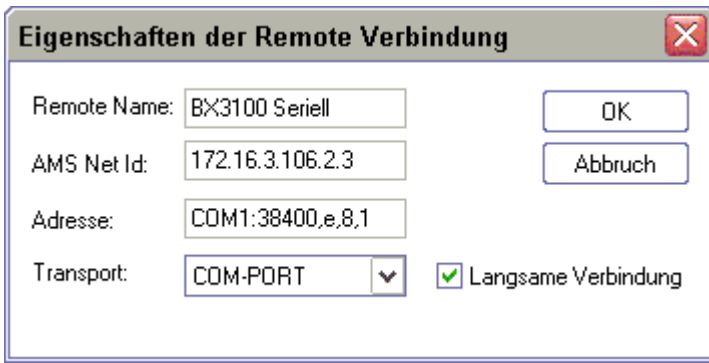 Eigenschaften der Remote Verbindung
Remote Name: BX3100 Seriell OK
AMS Net Id: 172.16.3.106.2.3 Abbruch
Adresse: COM1:38400,e,8,1
Transport: COM-PORT Langsame Verbindung